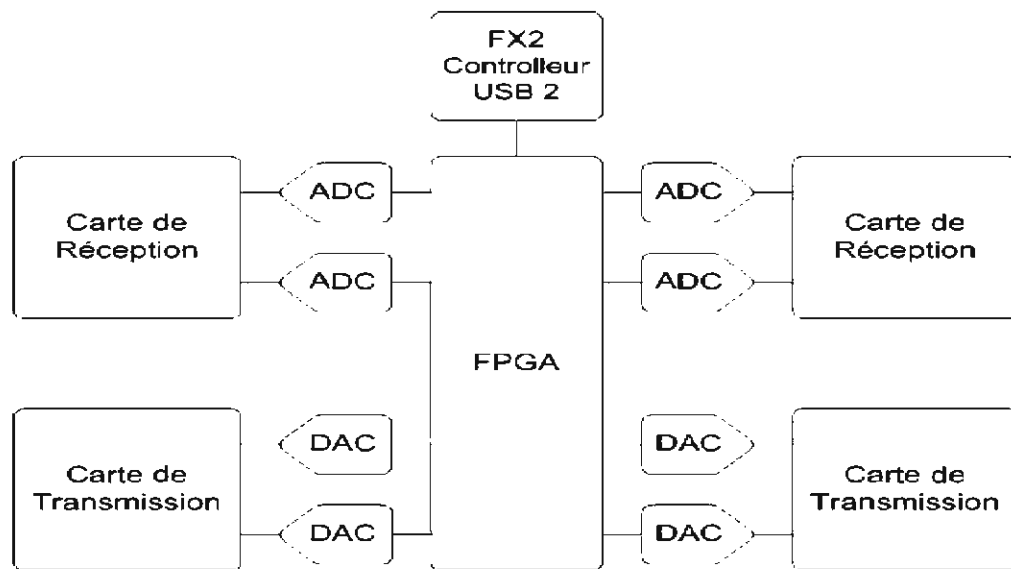 FX2
Controlleur
USB 2
ADC
ADC
Carte de
Réception
Carte de
Réception
ADC
ADC
FPGA
DAC
DAC
Carte de
Transmission
Carte de
Transmission
DAC
DAC